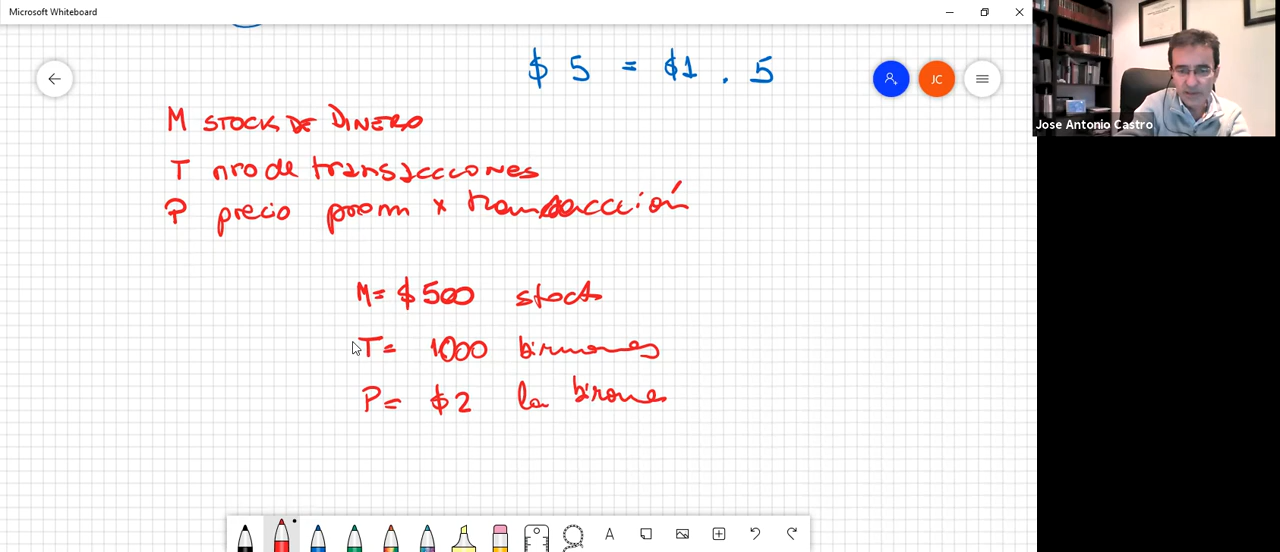 Microsoft Whiteboard
$ 5 = $1 . 5
JC
Jose Antonio Castro
M STOCK DE DINERO
T nro de transacciones
P precio prom x transacción
M= $500 stock
T= 1000 birmones
P= $2 la birome
A